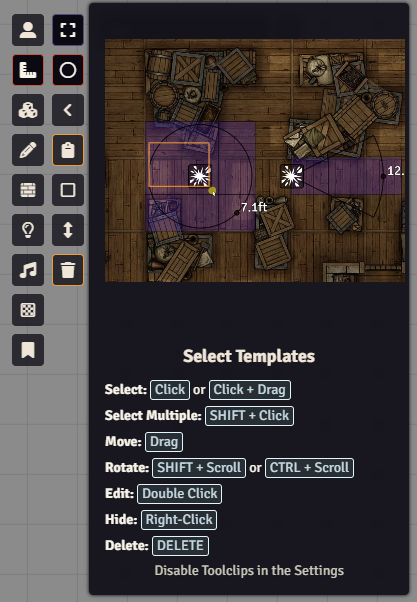 12.
7.1ft
Select Templates
Select: Click or Click + Drag
Select Multiple: SHIFT + Click
Move: Drag
Rotate: SHIFT + Scroll or CTRL + Scroll
Edit: Double Click
Hide: Right-Click
Delete: DELETE
Disable Toolclips in the Settings